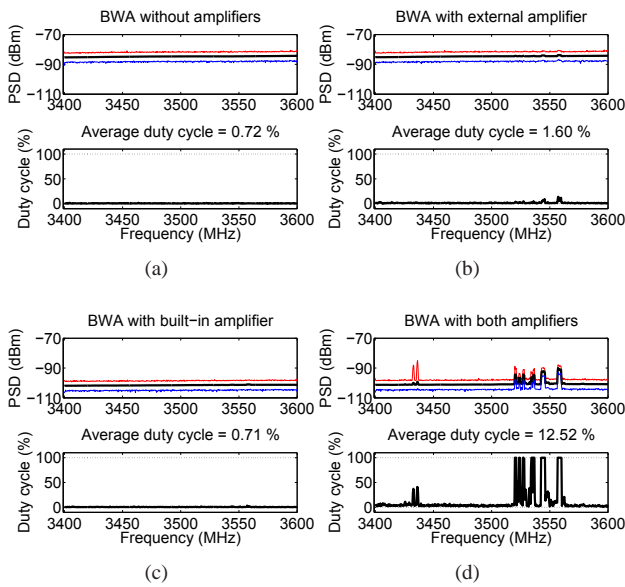 BWA without amplifiers
−70
−90
−110
PSD (dBm)
3400 3450 3500 3550 3600
Average duty cycle = 0.72 %
100
50
0
Duty cycle (%)
3400 3450 3500 3550 3600
Frequency (MHz)
(a)
BWA with external amplifier
−70
−90
−110
PSD (dBm)
3400 3450 3500 3550 3600
Average duty cycle = 1.60 %
100
50
0
Duty cycle (%)
3400 3450 3500 3550 3600
Frequency (MHz)
(b)
BWA with built−in amplifier
−70
−90
−110
PSD (dBm)
3400 3450 3500 3550 3600
Average duty cycle = 0.71 %
100
50
0
Duty cycle (%)
3400 3450 3500 3550 3600
Frequency (MHz)
(c)
BWA with both amplifiers
−70
−90
−110
PSD (dBm)
3400 3450 3500 3550 3600
Average duty cycle = 12.52 %
100
50
0
Duty cycle (%)
3400 3450 3500 3550 3600
Frequency (MHz)
(d)